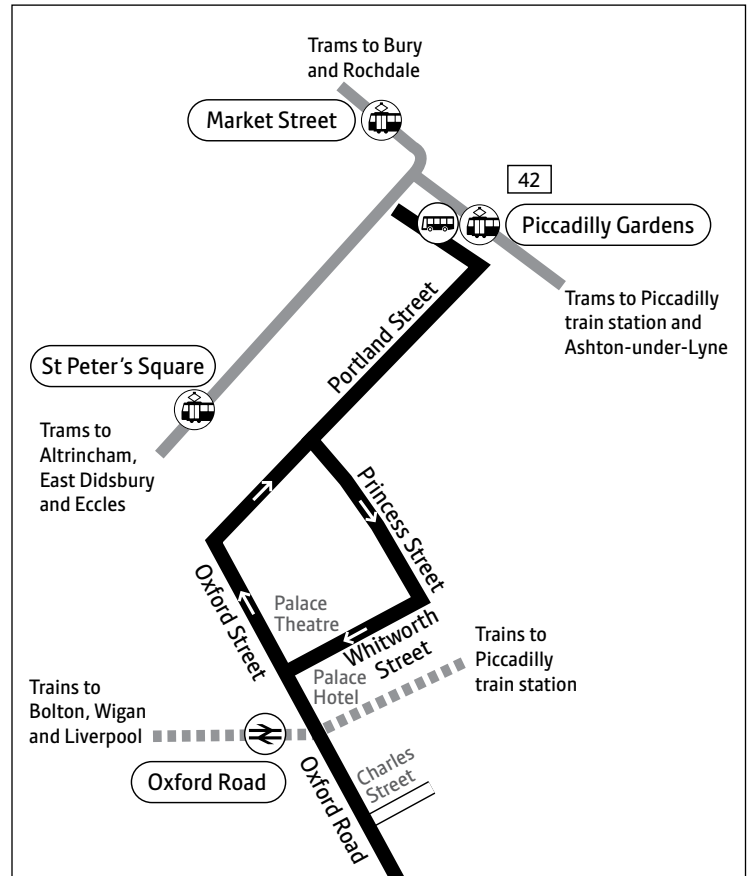 Trams to Bury
and Rochdale
Market Street
42
Piccadilly Gardens
Trams to Piccadilly
train station and
Ashton-under-Lyne
Portland Street
St Peter's Square
Trams to
Altrincham,
East Didsbury
and Eccles
Princess Street
Oxford Street
Palace
Theatre
Whitworth
Street
Palace
Hotel
Trains to
Piccadilly
train station
Trains to
Bolton, Wigan
and Liverpool
Oxford Road
Oxford Road
Charles
Street